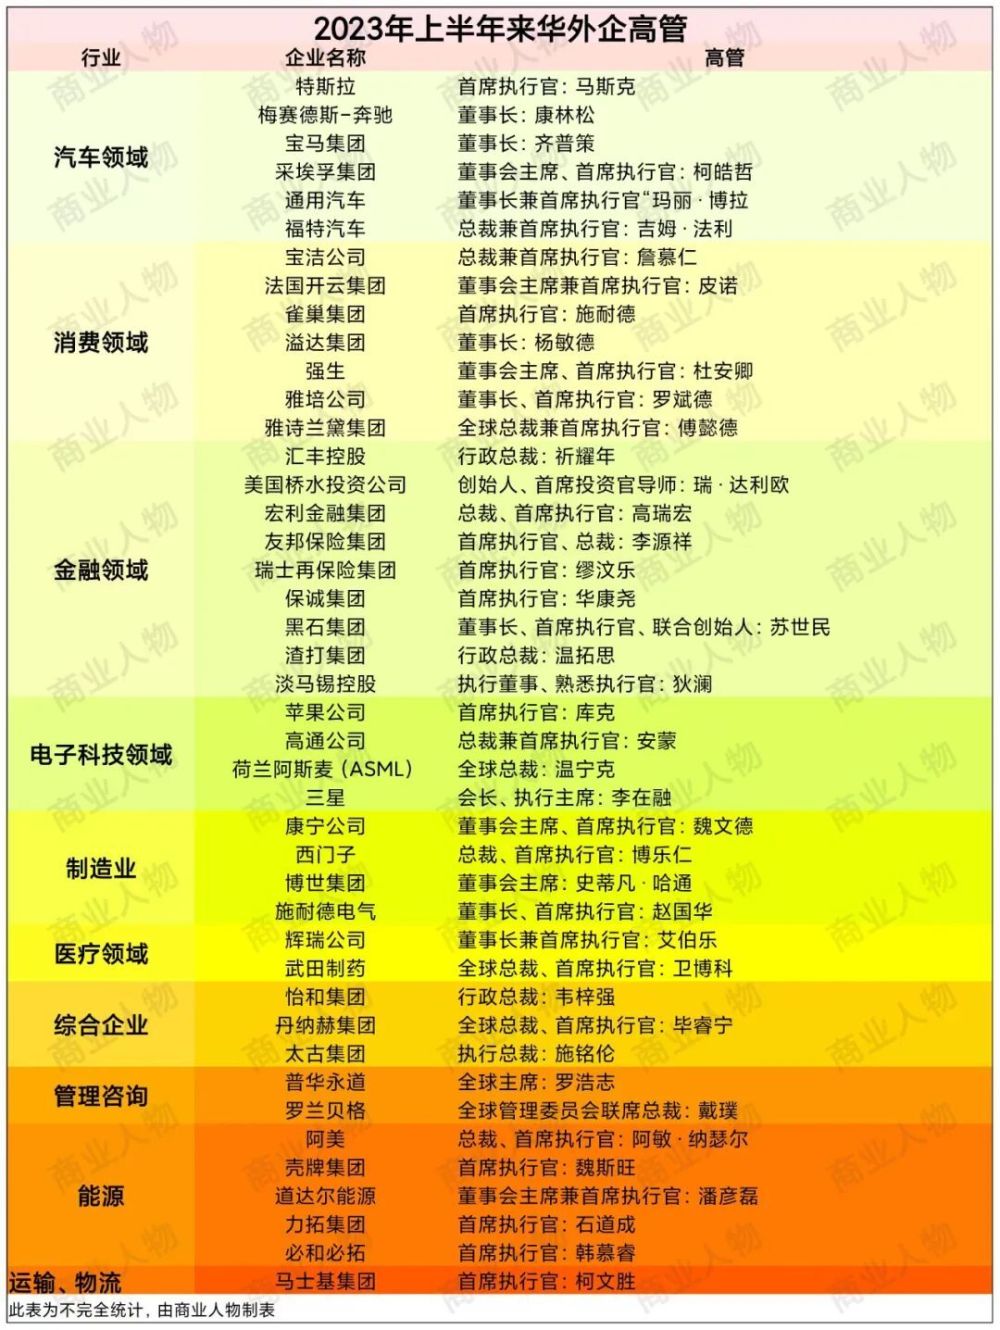 2023年上半年来华外企高管
行业 企业名称 高管
汽车领域
特斯拉 首席执行官：马斯克
梅赛德斯-奔驰 董事长：康林松
宝马集团 董事长：齐普策
采埃孚集团 董事会主席、首席执行官：柯皓哲
通用汽车 董事长兼首席执行官“玛丽·博拉
福特汽车 总裁兼首席执行官：吉姆·法利
消费领域
宝洁公司 总裁兼首席执行官：詹慕仁
法国开云集团 董事会主席兼首席执行官：皮诺
雀巢集团 首席执行官：施耐德
溢达集团 董事长：杨敏德
强生 董事会主席、首席执行官：杜安卿
雅培公司 董事长、首席执行官：罗斌德
雅诗兰黛集团 全球总裁兼首席执行官：傅懿德
金融领域
汇丰控股 行政总裁：祈耀年
美国桥水投资公司 创始人、首席投资官导师：瑞·达利欧
宏利金融集团 总裁、首席执行官：高瑞宏
友邦保险集团 首席执行官、总裁：李源祥
瑞士再保险集团 首席执行官：缪汶乐
保诚集团 首席执行官：华康尧
黑石集团 董事长、首席执行官、联合创始人：苏世民
渣打集团 行政总裁：温拓思
淡马锡控股 执行董事、熟悉执行官：狄澜
电子科技领域
苹果公司 首席执行官：库克
高通公司 总裁兼首席执行官：安蒙
荷兰阿斯麦（ASML） 全球总裁：温宁克
三星 会长、执行主席：李在融
制造业
康宁公司 董事会主席、首席执行官：魏文德
西门子 总裁、首席执行官：博乐仁
博世集团 董事会主席：史蒂凡·哈通
施耐德电气 董事长、首席执行官：赵国华
医疗领域
辉瑞公司 董事长兼首席执行官：艾伯乐
武田制药 全球总裁、首席执行官：卫博科
综合企业
怡和集团 行政总裁：韦梓强
丹纳赫集团 全球总裁、首席执行官：毕睿宁
太古集团 执行总裁：施铭伦
管理咨询
普华永道 全球主席：罗浩志
罗兰贝格 全球管理委员会联席总裁：戴璞
能源
阿美 总裁、首席执行官：阿敏·纳瑟尔
壳牌集团 首席执行官：魏斯旺
道达尔能源 董事会主席兼首席执行官：潘彦磊
力拓集团 首席执行官：石道成
必和必拓 首席执行官：韩慕睿
运输、物流
马士基集团 首席执行官：柯文胜
此表为不完全统计，由商业人物制表
商业人物